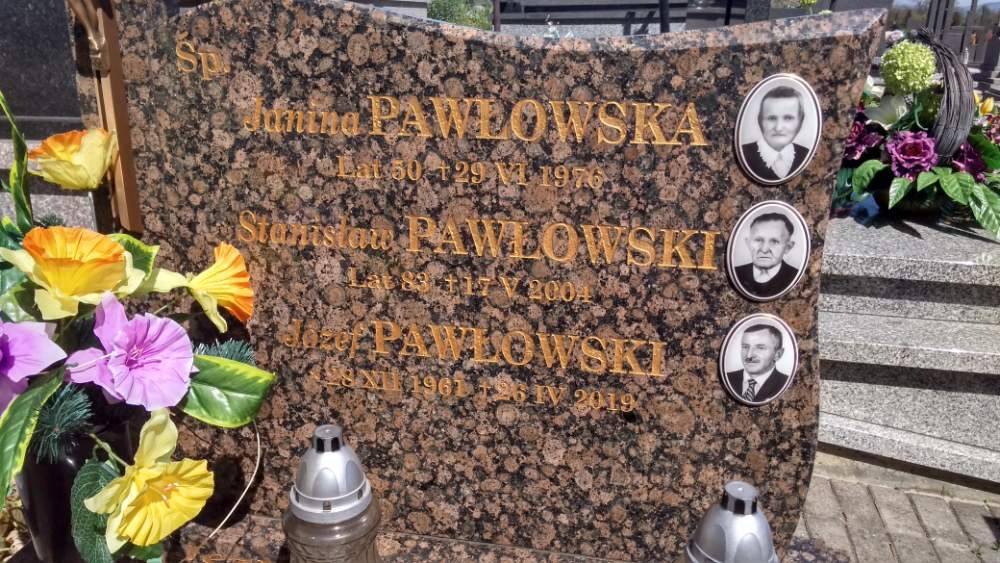 Śp.
Janina PAWŁOWSKA
Lat 50 +29 VI 1976
Stanisław PAWŁOWSKI
Lat 83 +17 V 2004
Józef PAWŁOWSKI
*28 XII 1961 +26 IV 2019